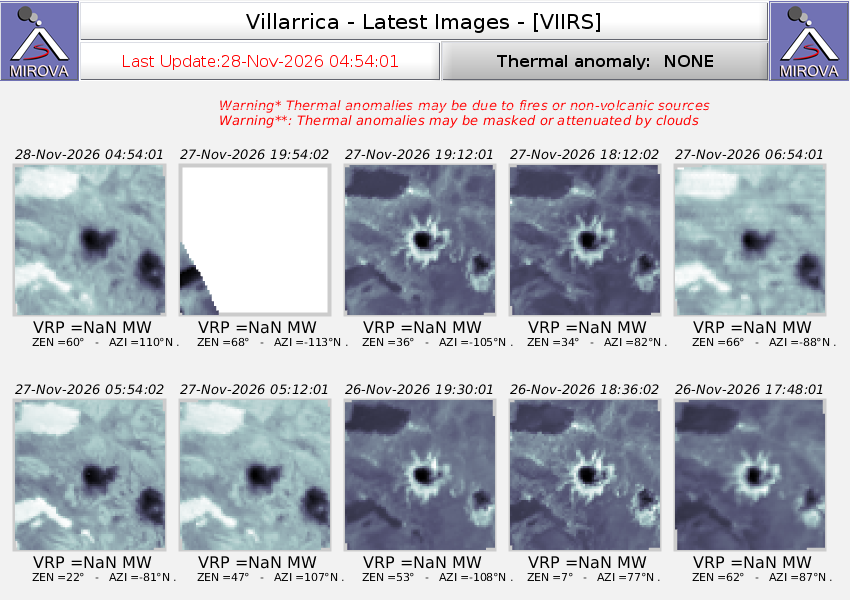 Villarrica - Latest Images - [VIIRS]
MIROVA
Last Update:28-Nov-2026 04:54:01
Thermal anomaly:  NONE
MIROVA
Warning* Thermal anomalies may be due to fires or non-volcanic sources
Warning**: Thermal anomalies may be masked or attenuated by clouds
28-Nov-2026 04:54:01
27-Nov-2026 19:54:02
27-Nov-2026 19:12:01
27-Nov-2026 18:12:02
27-Nov-2026 06:54:01
VRP =NaN MW
VRP =NaN MW
VRP =NaN MW
VRP =NaN MW
VRP =NaN MW
ZEN =60°  -  AZI =110°N .
ZEN =68°  -  AZI =-113°N .
ZEN =36°  -  AZI =-105°N .
ZEN =34°  -  AZI =82°N .
ZEN =66°  -  AZI =-88°N .
27-Nov-2026 05:54:02
27-Nov-2026 05:12:01
26-Nov-2026 19:30:01
26-Nov-2026 18:36:02
26-Nov-2026 17:48:01
VRP =NaN MW
VRP =NaN MW
VRP =NaN MW
VRP =NaN MW
VRP =NaN MW
ZEN =22°  -  AZI =-81°N .
ZEN =47°  -  AZI =107°N .
ZEN =53°  -  AZI =-108°N .
ZEN =7°  -  AZI =77°N .
ZEN =62°  -  AZI =87°N .